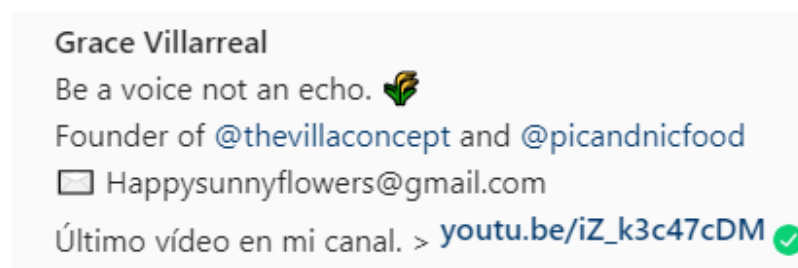 Grace Villarreal
Be a voice not an echo. 🌾
Founder of @thevillaconcept and @picandnicfood
✉ Happysunnyflowers@gmail.com
Último vídeo en mi canal. > youtu.be/iZ_k3c47cDM